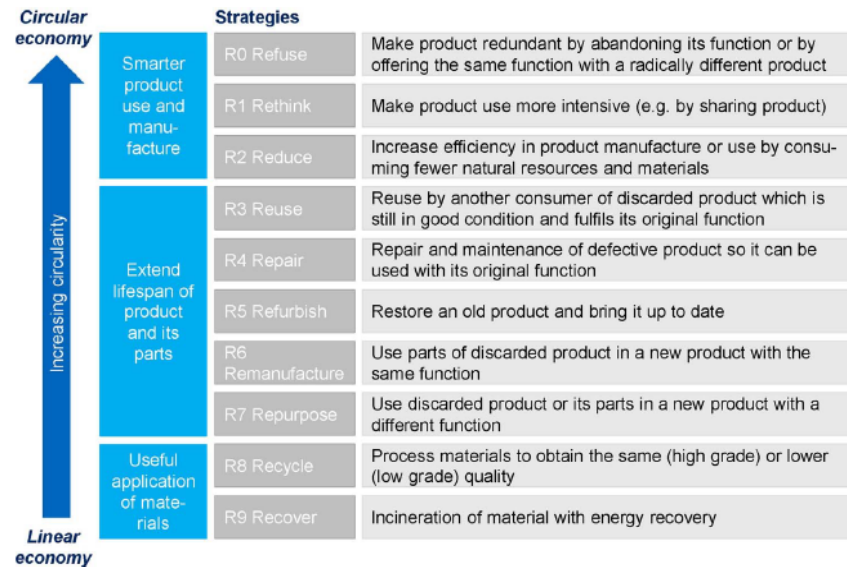 Circular
economy
Strategies
Smarter
product
use and
manu-
facture
R0 Refuse
Make product redundant by abandoning its function or by
offering the same function with a radically different product
R1 Rethink
Make product use more intensive (e.g. by sharing product)
R2 Reduce
Increase efficiency in product manufacture or use by consu-
ming fewer natural resources and materials
Increasing circularity
Extend
lifespan of
product
and its
parts
R3 Reuse
Reuse by another consumer of discarded product which is
still in good condition and fulfils its original function
R4 Repair
Repair and maintenance of defective product so it can be
used with its original function
R5 Refurbish
Restore an old product and bring it up to date
R6
Remanufacture
Use parts of discarded product in a new product with the
same function
R7 Repurpose
Use discarded product or its parts in a new product with a
different function
Useful
application
of mate-
rials
R8 Recycle
Process materials to obtain the same (high grade) or lower
(low grade) quality
R9 Recover
Incineration of material with energy recovery
Linear
economy